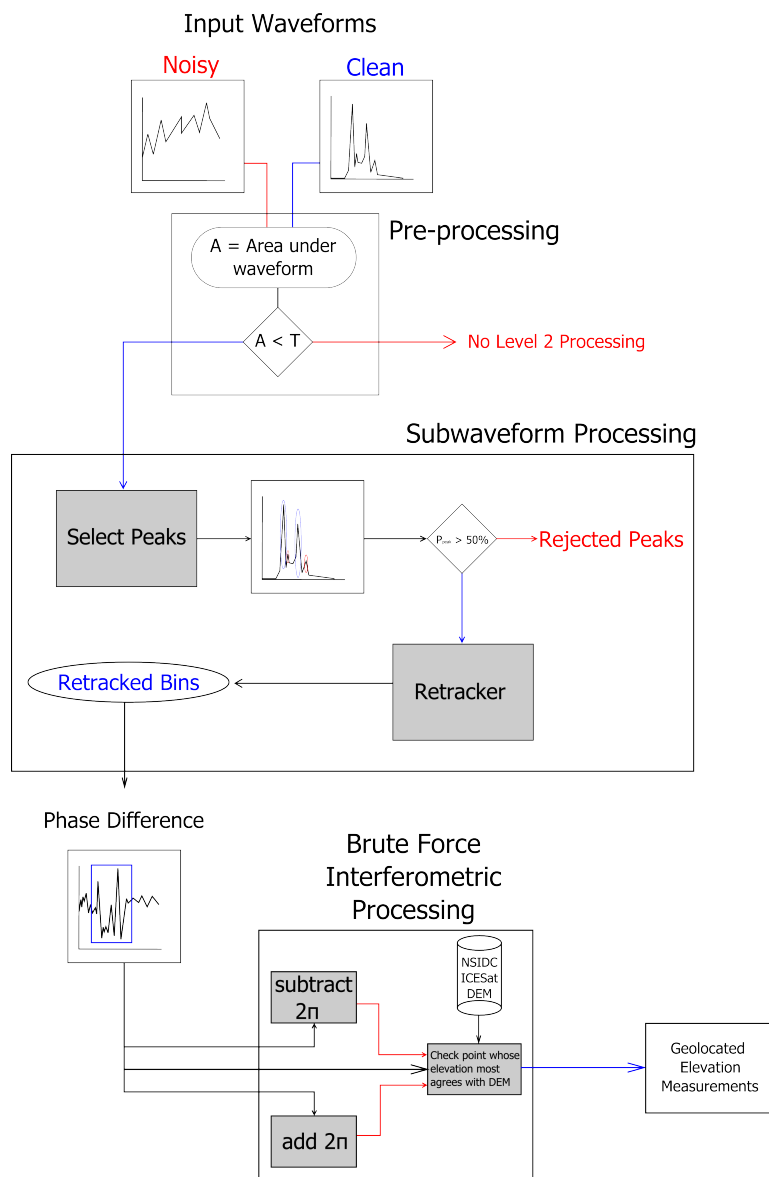 Input Waveforms
Noisy
Clean
Pre-processing
A = Area under
waveform
A < T
No Level 2 Processing
Subwaveform Processing
Select Peaks
Ppeak > 50%
Rejected Peaks
Retracked Bins
Retracker
Phase Difference
Brute Force
Interferometric
Processing
NSIDC
ICESat
DEM
subtract
2π
Check point whose
elevation most
agrees with DEM
Geolocated
Elevation
Measurements
add 2π